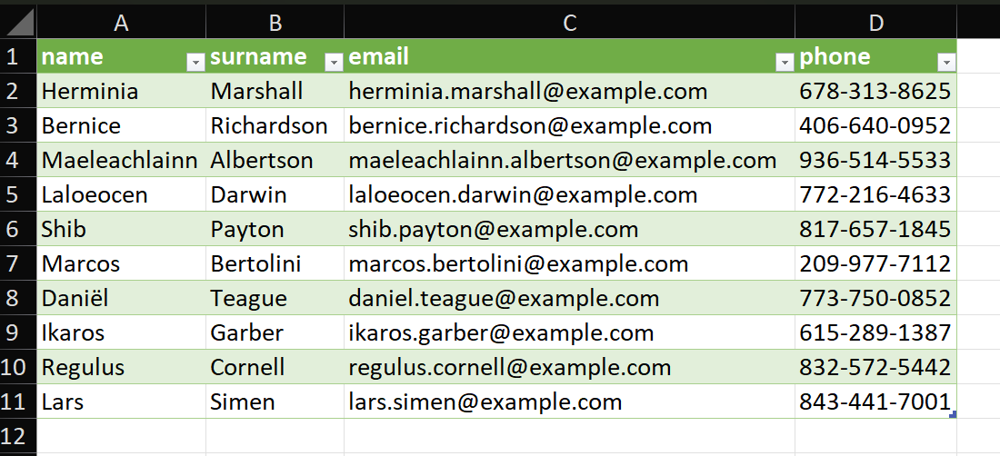 A B C D
1 name surname email phone
2 Herminia Marshall herminia.marshall@example.com 678-313-8625
3 Bernice Richardson bernice.richardson@example.com 406-640-0952
4 Maeleachlainn Albertson maeleachlainn.albertson@example.com 936-514-5533
5 Laloeocen Darwin laloeocen.darwin@example.com 772-216-4633
6 Shib Payton shib.payton@example.com 817-657-1845
7 Marcos Bertolini marcos.bertolini@example.com 209-977-7112
8 Daniël Teague daniel.teague@example.com 773-750-0852
9 Ikaros Garber ikaros.garber@example.com 615-289-1387
10 Regulus Cornell regulus.cornell@example.com 832-572-5442
11 Lars Simen lars.simen@example.com 843-441-7001
12